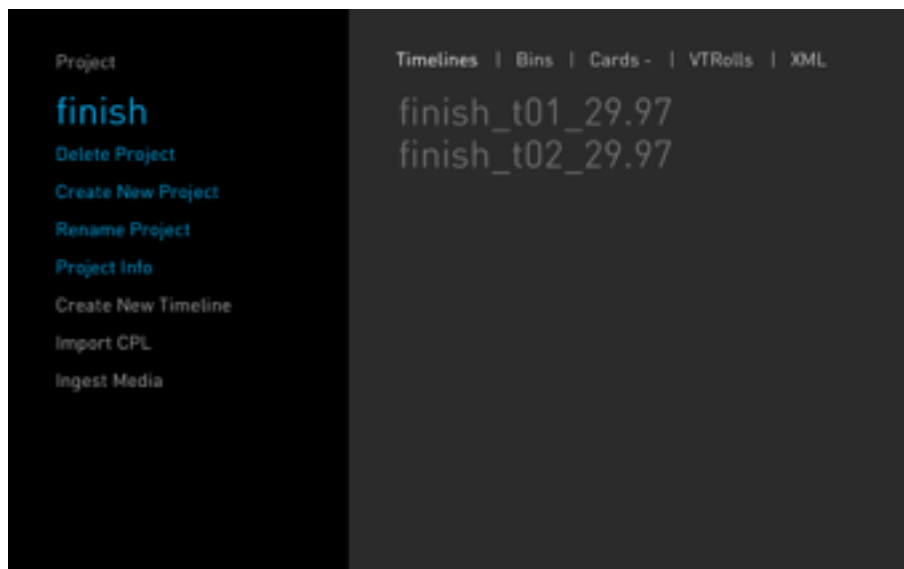 Project
finish
Delete Project
Create New Project
Rename Project
Project Info
Create New Timeline
Import CPL
Ingest Media
Timelines | Bins | Cards - | VTRolls | XML
finish_t01_29.97
finish_t02_29.97